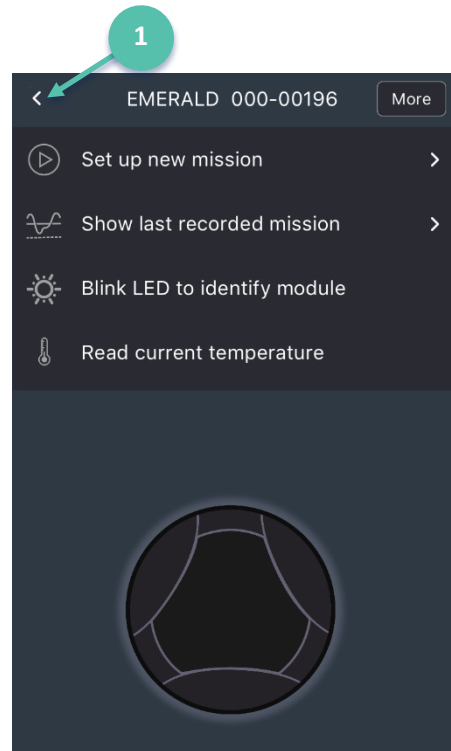 1
EMERALD 000-00196 More
Set up new mission
Show last recorded mission
Blink LED to identify module
Read current temperature